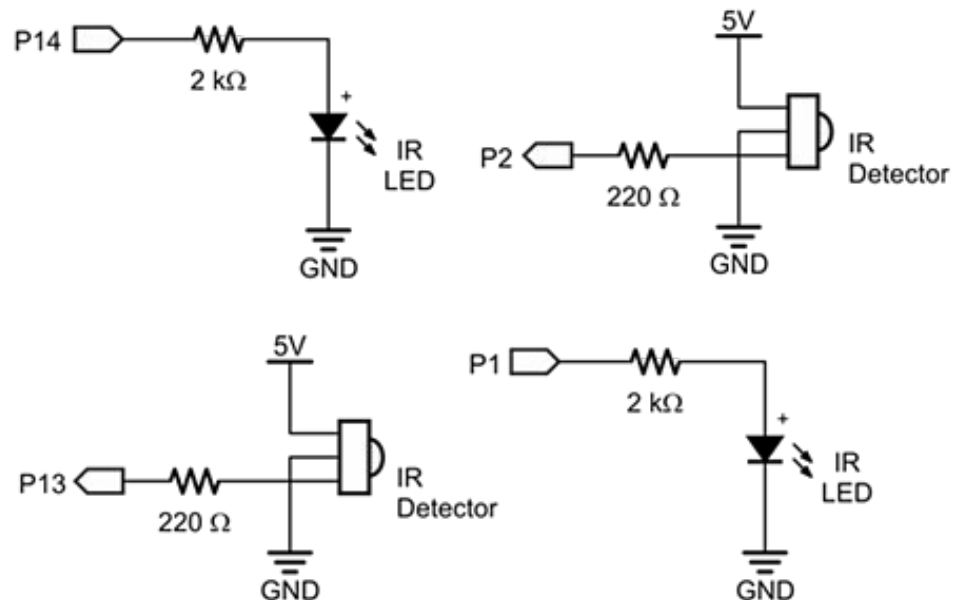 P14
2 kΩ
+
IR
LED
GND
5V
P2
220 Ω
IR
Detector
GND
5V
P13
220 Ω
IR
Detector
GND
P1
2 kΩ
+
IR
LED
GND